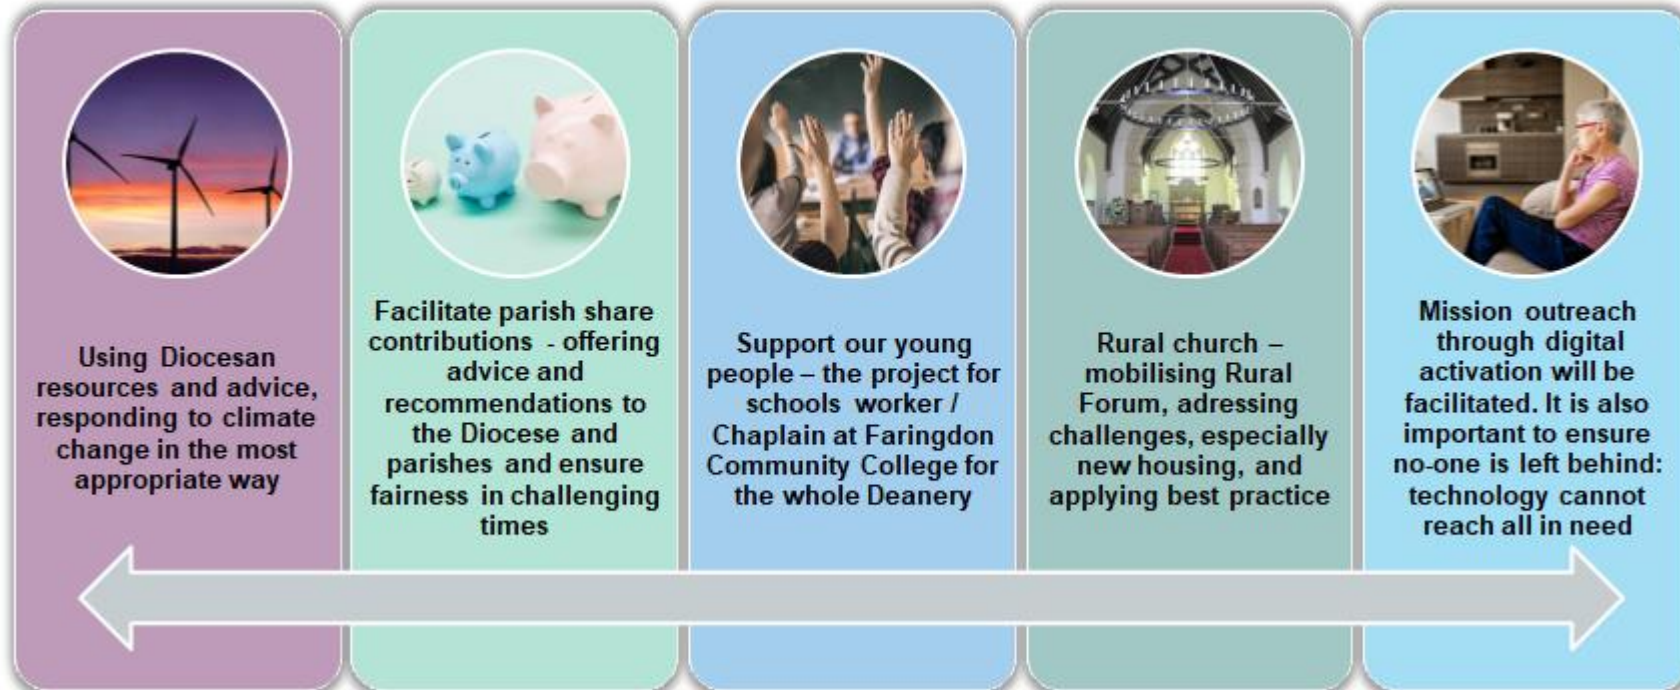 Using Diocesan
resources and advice,
responding to climate
change in the most
appropriate way
Facilitate parish share
contributions - offering
advice and
recommendations to
the Diocese and
parishes and ensure
fairness in challenging
times
Support our young
people – the project for
schools worker /
Chaplain at Faringdon
Community College for
the whole Deanery
Rural church –
mobilising Rural
Forum, adressing
challenges, especially
new housing, and
applying best practice
Mission outreach
through digital
activation will be
facilitated. It is also
important to ensure
no-one is left behind:
technology cannot
reach all in need